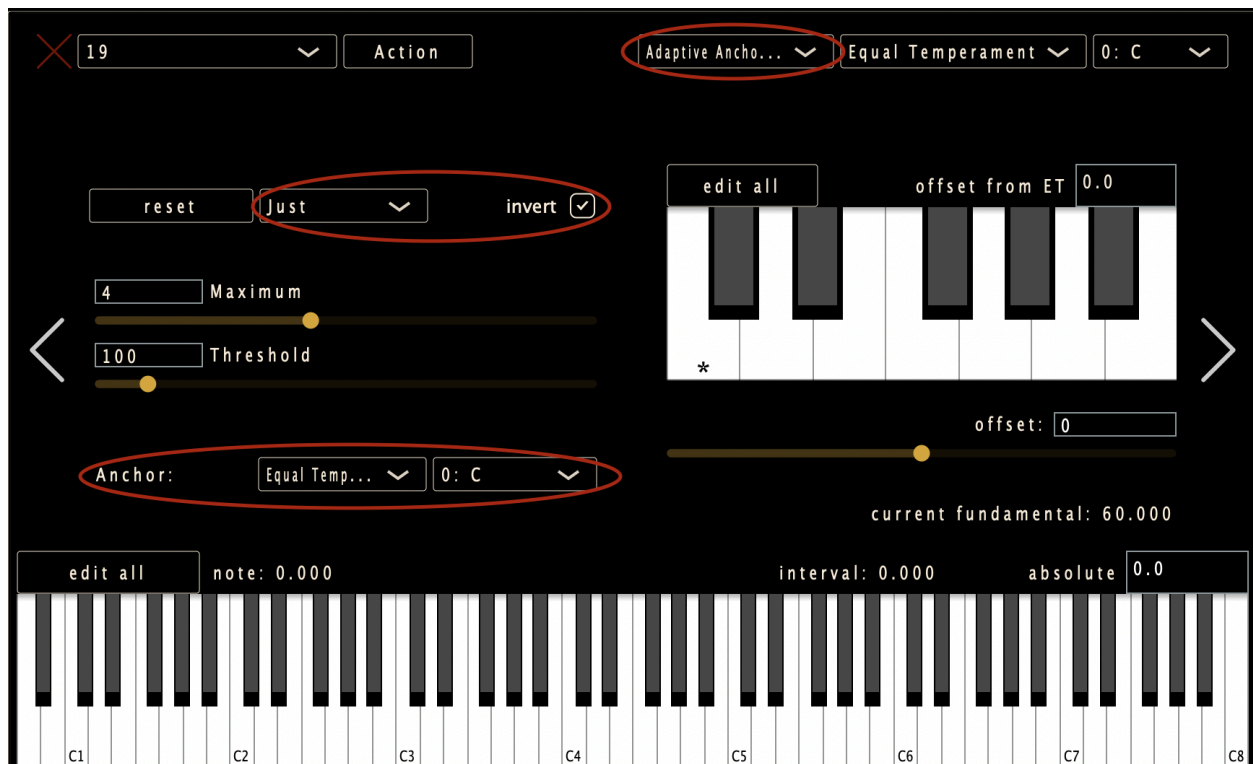 19 Action Adaptive Ancho... Equal Temperament 0: C
edit all offset from ET 0.0
reset Just invert
4 Maximum
100 Threshold
*
offset: 0
Anchor: Equal Temp... 0: C
current fundamental: 60.000
edit all note: 0.000 interval: 0.000 absolute 0.0
C1 C2 C3 C4 C5 C6 C7 C8